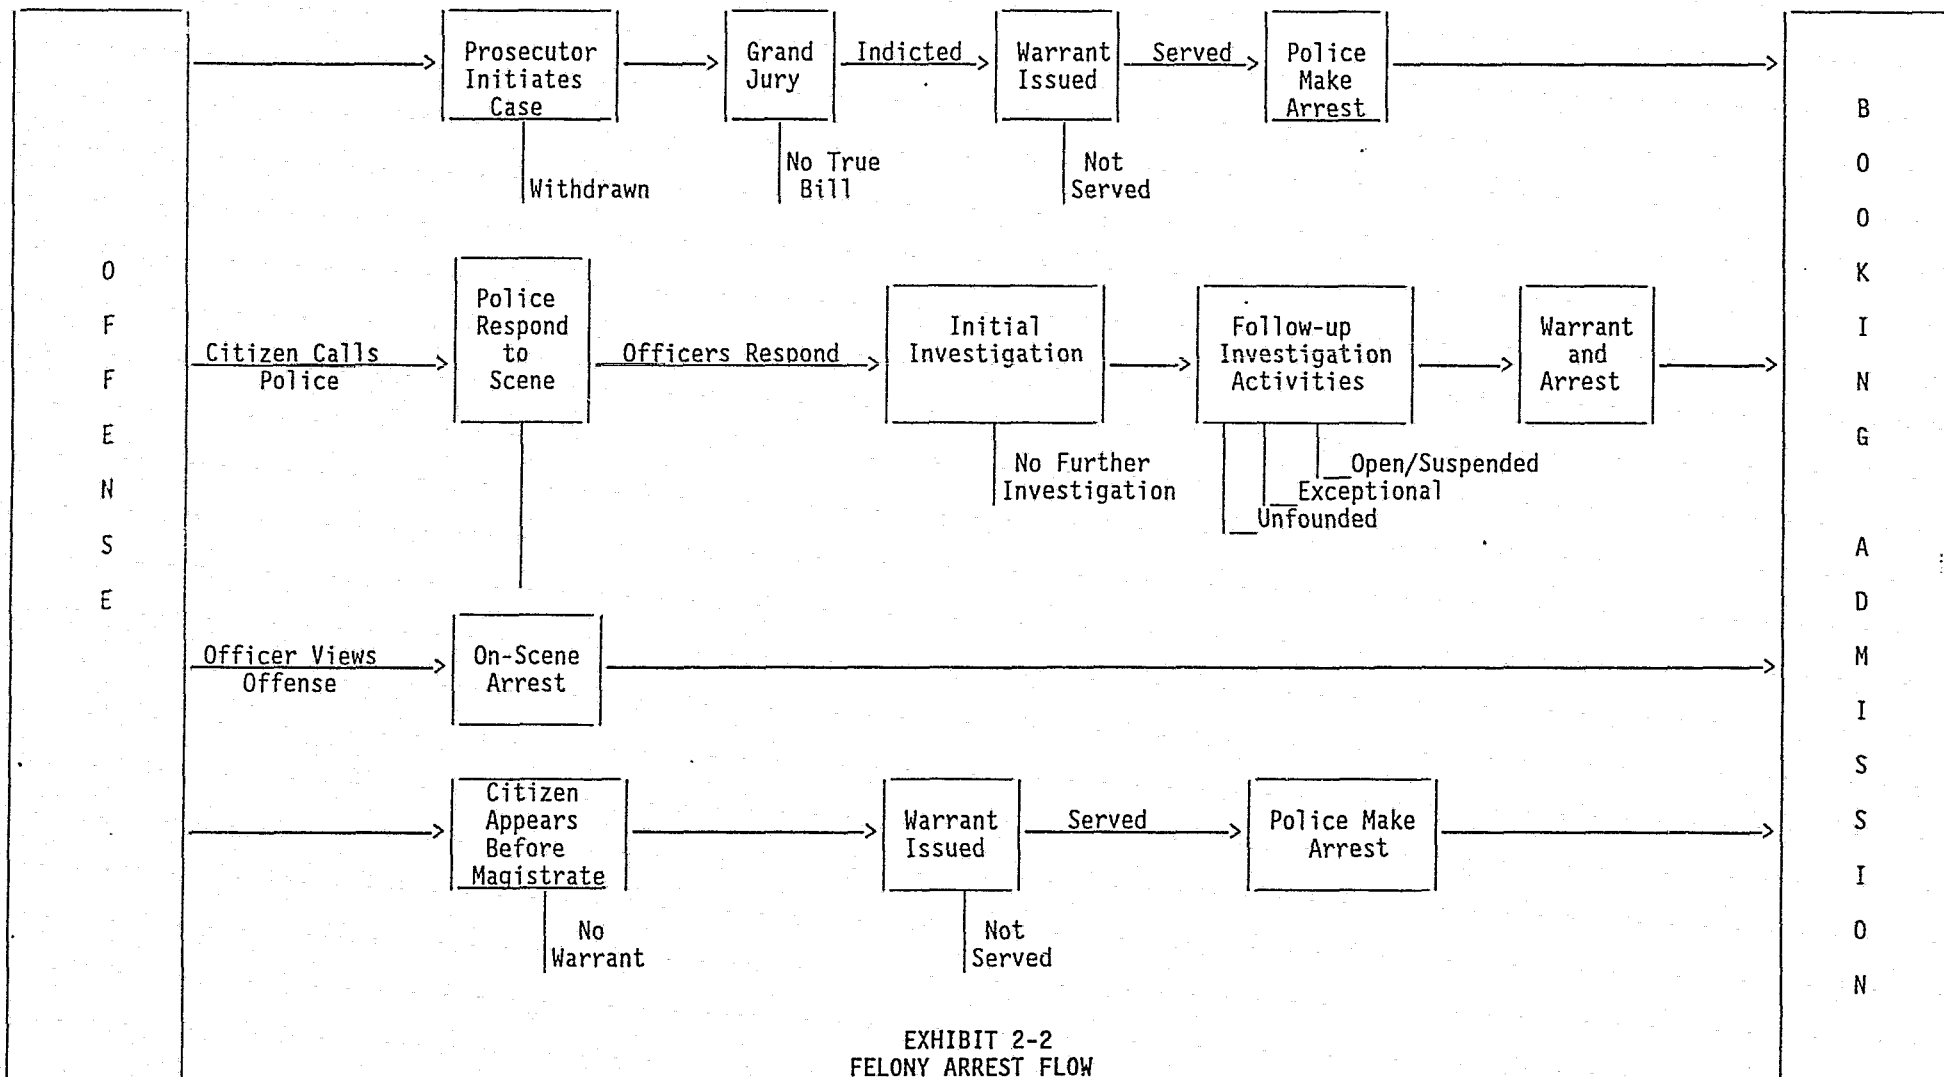 OFFENSE
Prosecutor
Initiates
Case
Withdrawn
Grand
Jury
No True
Bill
Indicted
Warrant
Issued
Not
Served
Served
Police
Make
Arrest
Citizen Calls
Police
Police
Respond
to
Scene
Officers Respond
Initial
Investigation
No Further
Investigation
Follow-up
Investigation
Activities
Open/Suspended
Exceptional
Unfounded
Warrant
and
Arrest
Officer Views
Offense
On-Scene
Arrest
Citizen
Appears
Before
Magistrate
No
Warrant
Warrant
Issued
Not
Served
Served
Police Make
Arrest
BOOKING ADMISSION
EXHIBIT 2-2
FELONY ARREST FLOW